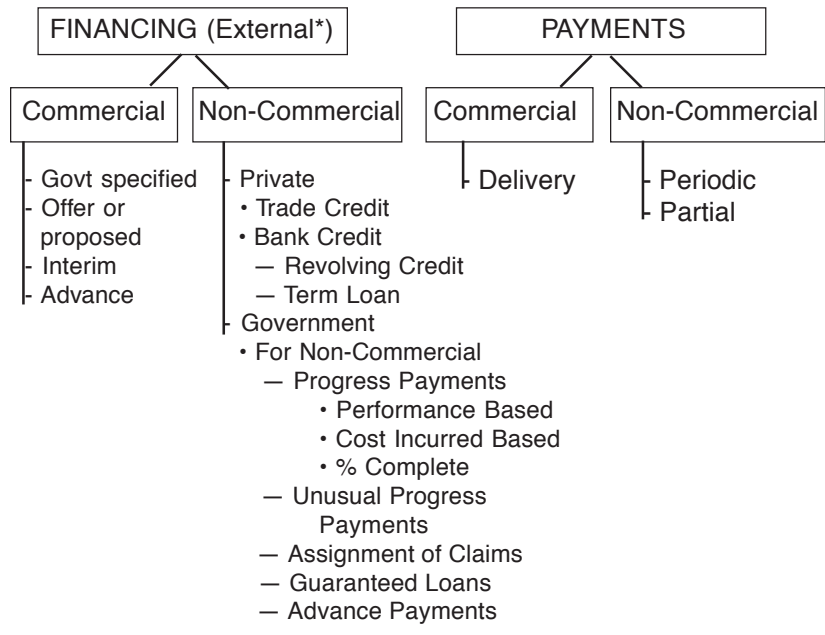 FINANCING (External*)
PAYMENTS
Commercial
Non-Commercial
Commercial
Non-Commercial
- Govt specified
- Offer or
proposed
- Interim
- Advance
- Private
• Trade Credit
• Bank Credit
— Revolving Credit
— Term Loan
- Government
• For Non-Commercial
— Progress Payments
• Performance Based
• Cost Incurred Based
• % Complete
— Unusual Progress
Payments
— Assignment of Claims
— Guaranteed Loans
— Advance Payments
- Delivery
- Periodic
- Partial